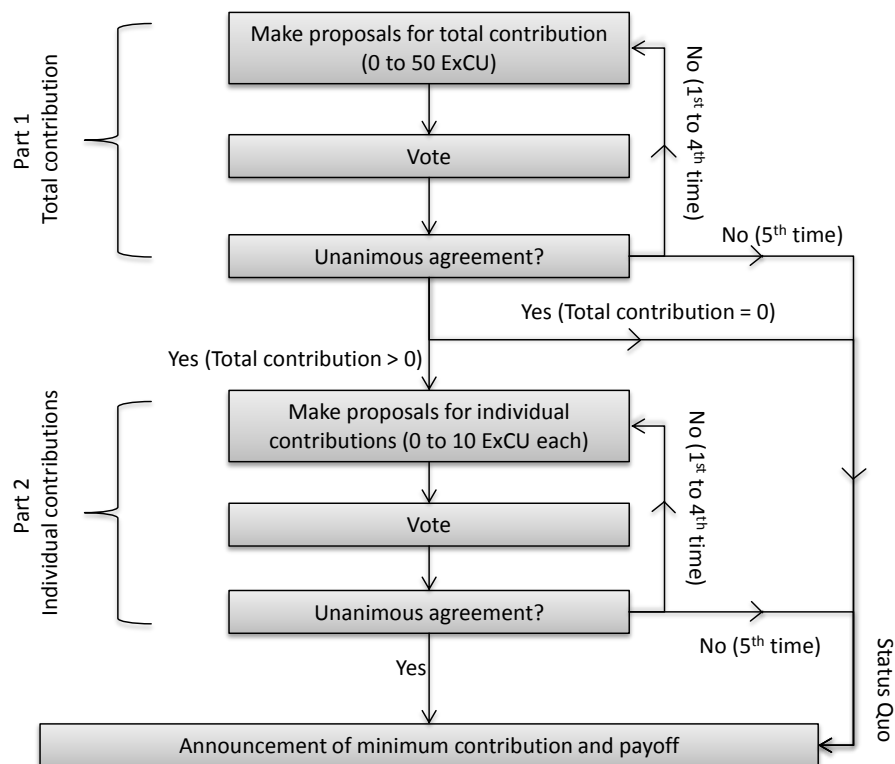 Make proposals for total contribution
(0 to 50 ExCU)
No (1st to 4th time)
Part 1
Total contribution
Vote
Unanimous agreement?
No (5th time)
Yes (Total contribution = 0)
Yes (Total contribution > 0)
Make proposals for individual
contributions (0 to 10 ExCU each)
No (1st to 4th time)
Part 2
Individual contributions
Vote
Unanimous agreement?
No (5th time)
Yes
Status Quo
Announcement of minimum contribution and payoff